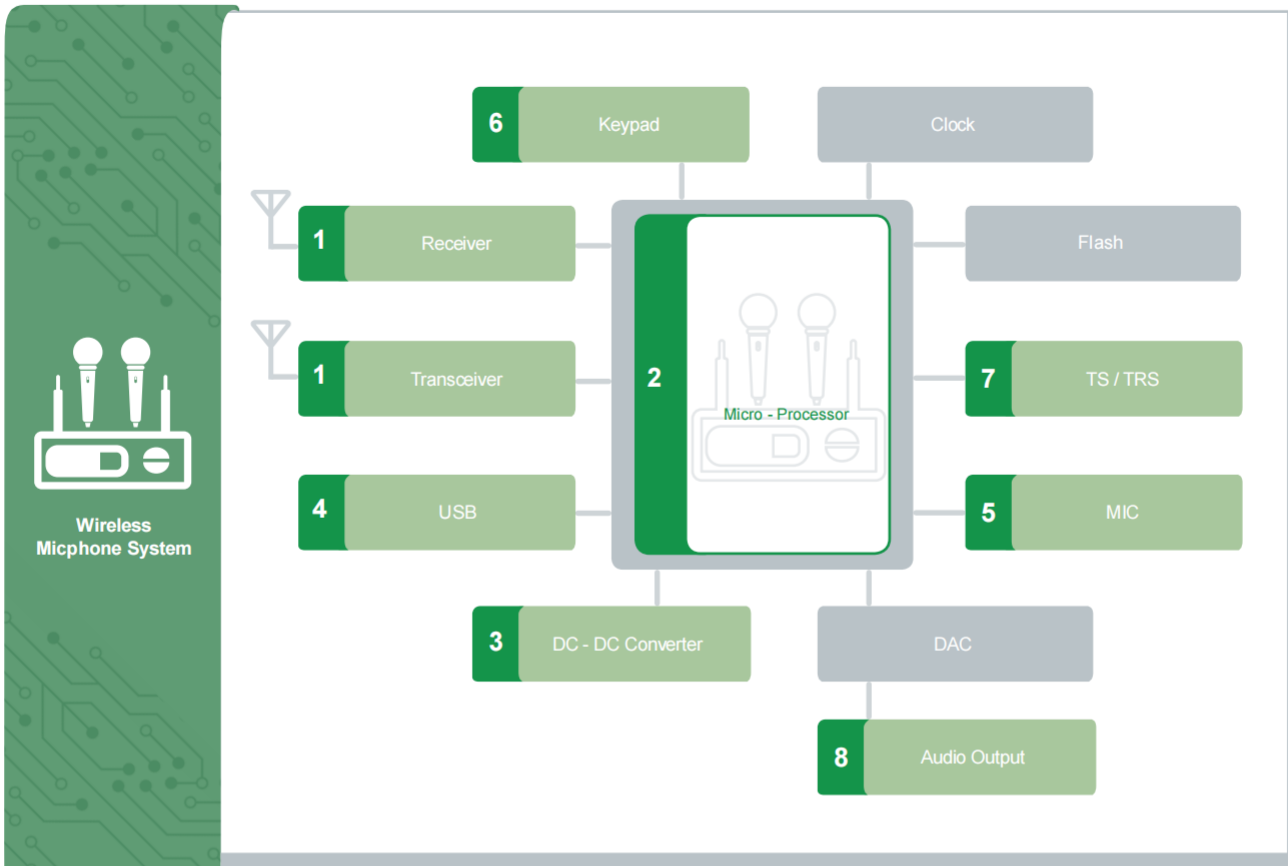 Wireless
Micphone System
6
Keypad
Clock
1
Receiver
Flash
1
Transceiver
2
Micro - Processor
7
TS / TRS
4
USB
5
MIC
3
DC - DC Converter
DAC
8
Audio Output